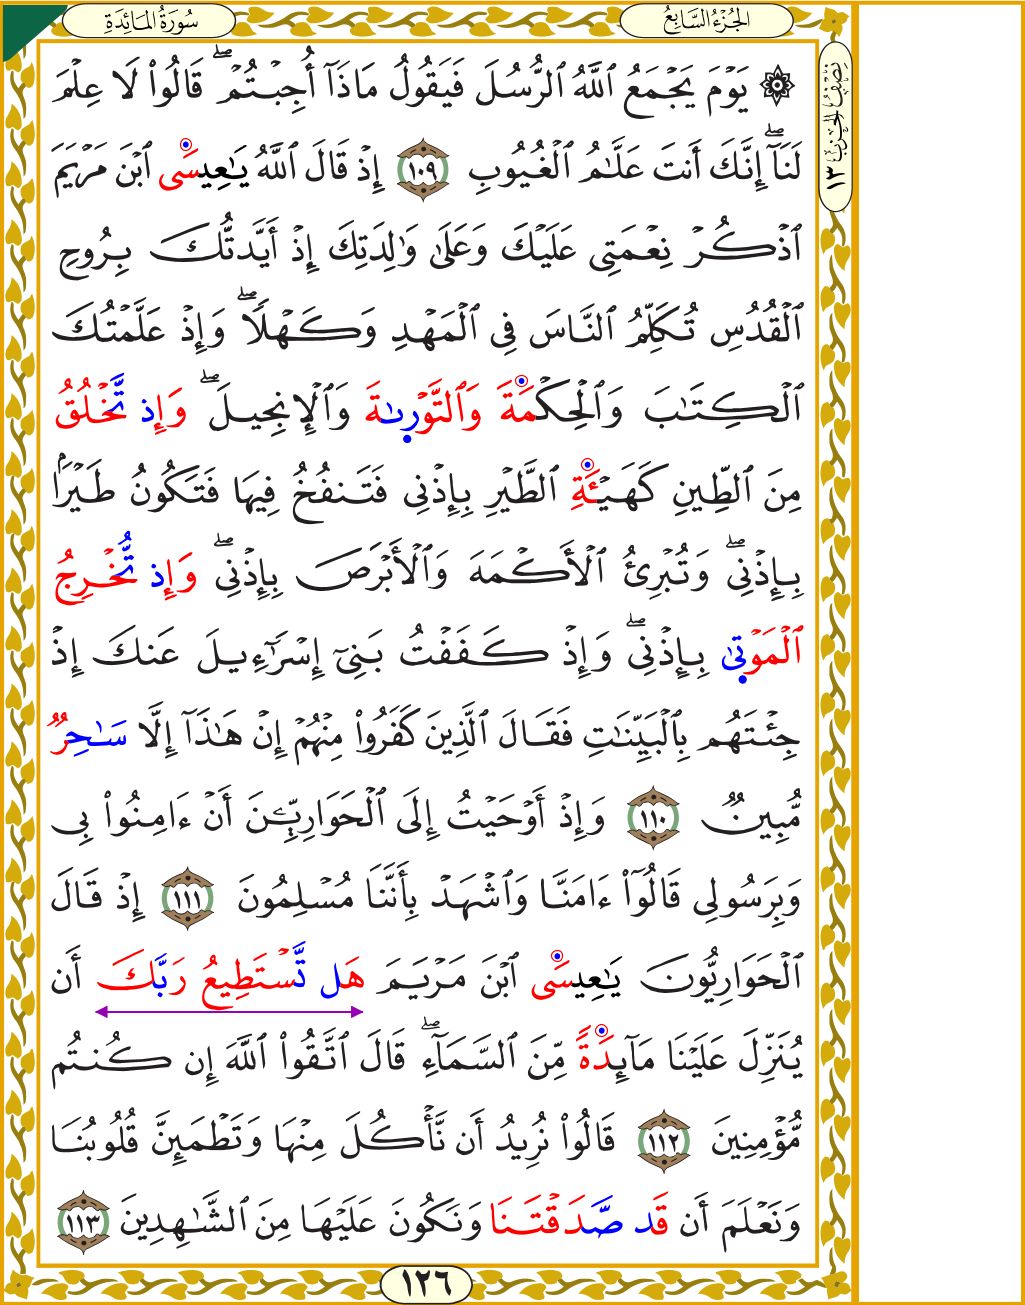 سُورَةُ المَائدَةِ
الجُزْءُ السَّابِعُ
نِصْفُ الحِزْبِ ١٣
۞ يَوْمَ يَجْمَعُ ٱللَّهُ ٱلرُّسُلَ فَيَقُولُ مَاذَآ أُجِبْتُمْ ۖ قَالُوا۟ لَا عِلْمَ
لَنَآ ۖ إِنَّكَ أَنتَ عَلَّٰمُ ٱلْغُيُوبِ ١٠٩ إِذْ قَالَ ٱللَّهُ يَٰعِيسَى ٱبْنَ مَرْيَمَ
ٱذْكُرْ نِعْمَتِى عَلَيْكَ وَعَلَىٰ وَٰلِدَتِكَ إِذْ أَيَّدتُّكَ بِرُوحِ
ٱلْقُدُسِ تُكَلِّمُ ٱلنَّاسَ فِى ٱلْمَهْدِ وَكَهْلًا ۖ وَإِذْ عَلَّمْتُكَ
ٱلْكِتَٰبَ وَٱلْحِكْمَةَ وَٱلتَّوْرىٰةَ وَٱلْإِنجِيلَ ۖ وَإِذ تَّخْلُقُ
مِنَ ٱلطِّينِ كَهَيْـَٔةِ ٱلطَّيْرِ بِإِذْنِى فَتَنفُخُ فِيهَا فَتَكُونُ طَيْرًۢا
بِإِذْنِى ۖ وَتُبْرِئُ ٱلْأَكْمَهَ وَٱلْأَبْرَصَ بِإِذْنِى ۖ وَإِذ تُّخْرِجُ
ٱلْمَوْتىٰ بِإِذْنِى ۖ وَإِذْ كَفَفْتُ بَنِىٓ إِسْرَٰٓءِيلَ عَنكَ إِذْ
جِئْتَهُم بِٱلْبَيِّنَٰتِ فَقَالَ ٱلَّذِينَ كَفَرُوا۟ مِنْهُمْ إِنْ هَٰذَآ إِلَّا سَٰحِرٌ
مُّبِينٌ ١١٠ وَإِذْ أَوْحَيْتُ إِلَى ٱلْحَوَارِيِّـۧنَ أَنْ ءَامِنُوا۟ بِى
وَبِرَسُولِى قَالُوٓا۟ ءَامَنَّا وَٱشْهَدْ بِأَنَّنَا مُسْلِمُونَ ١١١ إِذْ قَالَ
ٱلْحَوَارِيُّونَ يَٰعِيسَى ٱبْنَ مَرْيَمَ هَل تَّسْتَطِيعُ رَبَّكَ أَن
يُنَزِّلَ عَلَيْنَا مَآئِدَةً مِّنَ ٱلسَّمَآءِ ۖ قَالَ ٱتَّقُوا۟ ٱللَّهَ إِن كُنتُم
مُّؤْمِنِينَ ١١٢ قَالُوا۟ نُرِيدُ أَن نَّأْكُلَ مِنْهَا وَتَطْمَئِنَّ قُلُوبُنَا
وَنَعْلَمَ أَن قَد صَّدَقْتَنَا وَنَكُونَ عَلَيْهَا مِنَ ٱلشَّٰهِدِينَ ١١٣
١٢٦